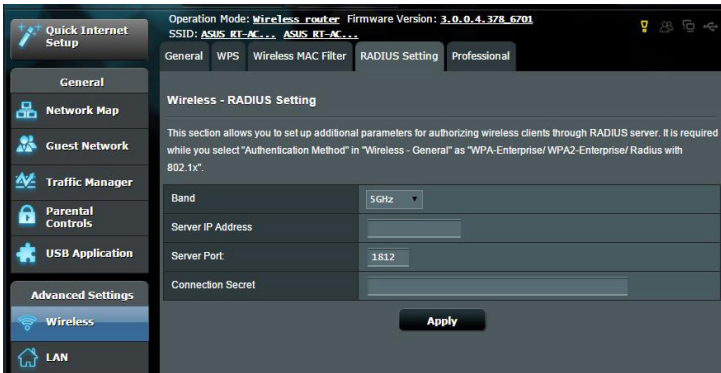 Quick Internet
Setup
General
Network Map
Guest Network
Traffic Manager
Parental
Controls
USB Application
Advanced Settings
Wireless
LAN
Operation Mode: Wireless router Firmware Version: 3.0.0.4.378_6701
SSID: ASUS RT-AC... ASUS RT-AC...
General WPS Wireless MAC Filter RADIUS Setting Professional
Wireless - RADIUS Setting
This section allows you to set up additional parameters for authorizing wireless clients through RADIUS server. It is required
while you select "Authentication Method" in "Wireless - General" as "WPA-Enterprise/ WPA2-Enterprise/ Radius with
802.1x".
Band 5GHz
Server IP Address
Server Port: 1812
Connection Secret
Apply